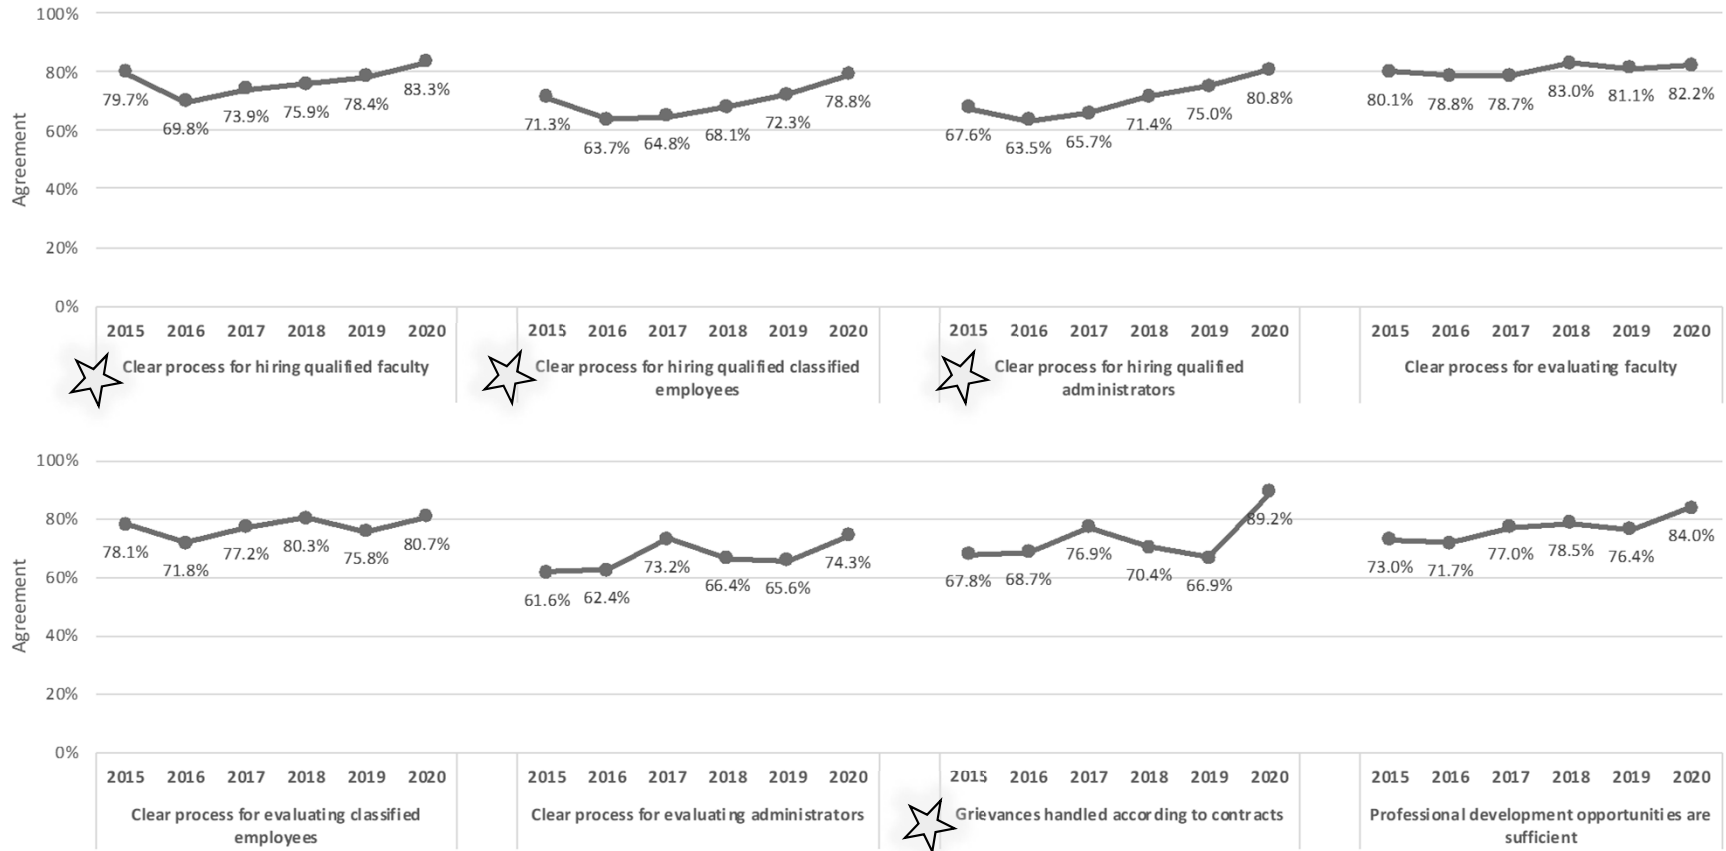 100%
80%
60%
40%
20%
0%
Agreement
79.7% 69.8% 73.9% 75.9% 78.4% 83.3%
71.3% 63.7% 64.8% 68.1% 72.3% 78.8%
67.6% 63.5% 65.7% 71.4% 75.0% 80.8%
80.1% 78.8% 78.7% 83.0% 81.1% 82.2%
2015 2016 2017 2018 2019 2020
Clear process for hiring qualified faculty
2015 2016 2017 2018 2019 2020
Clear process for hiring qualified classified
employees
2015 2016 2017 2018 2019 2020
Clear process for hiring qualified
administrators
2015 2016 2017 2018 2019 2020
Clear process for evaluating faculty
100%
80%
60%
40%
20%
0%
Agreement
78.1% 71.8% 77.2% 80.3% 75.8% 80.7%
61.6% 62.4% 73.2% 66.4% 65.6% 74.3%
67.8% 68.7% 76.9% 70.4% 66.9% 89.2%
73.0% 71.7% 77.0% 78.5% 76.4% 84.0%
2015 2016 2017 2018 2019 2020
Clear process for evaluating classified
employees
2015 2016 2017 2018 2019 2020
Clear process for evaluating administrators
2015 2016 2017 2018 2019 2020
Grievances handled according to contracts
2015 2016 2017 2018 2019 2020
Professional development opportunities are
sufficient